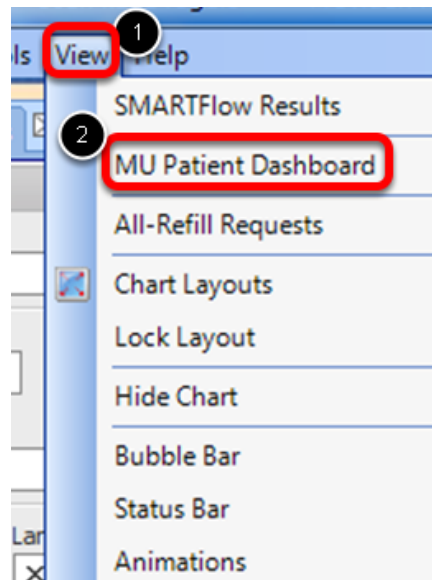 1
ls View Help
SMARTFlow Results
2
MU Patient Dashboard
All-Refill Requests
Chart Layouts
Lock Layout
Hide Chart
Bubble Bar
Status Bar
Lar
Animations